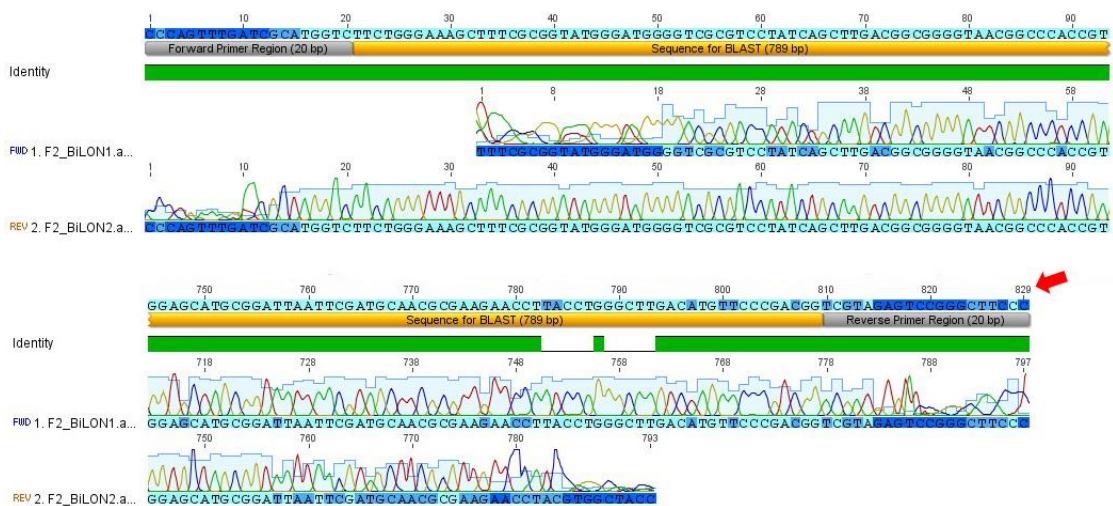 1 10 20 30 40 50 60 70 80 90
CCCAGTTTGATCGCATGGTCTTCTGGGAAAGCTTTCGCGGTATGGGATGGGGTCGCGTCCTATCAGCTTGACGGCGGGGTAACGGCCCACCGT
Forward Primer Region (20 bp) Sequence for BLAST (789 bp)
Identity
1 8 18 28 38 48 58
FWD 1. F2_BiLON1.a... TTTCGCGGTATGGGATGGGGTCGCGTCCTATCAGCTTGACGGCGGGGTAACGGCCCACCGT
1 10 20 30 40 50 60 70 80 90
REV 2. F2_BiLON2.a... CCCAGTTTGATCGCATGGTCTTCTGGGAAAGCTTTCGCGGTATGGGATGGGGTCGCGTCCTATCAGCTTGACGGCGGGGTAACGGCCCACCGT
750 760 770 780 790 800 810 820 829
GGAGCATGCGGATTAATTCGATGCAACGCGAAGAACCTTACCTGGGCTTGACATGTTCCCGACGGTCGTAGAGTCCGGGCTTCCC
Sequence for BLAST (789 bp) Reverse Primer Region (20 bp)
Identity
718 728 738 748 758 768 778 788 797
FWD 1. F2_BiLON1.a... GGAGCATGCGGATTAATTCGATGCAACGCGAAGAACCTTACCTGGGCTTGACATGTTCCCGACGGTCGTAGAGTCCGGGCTTCCC
750 760 770 780 793
REV 2. F2_BiLON2.a... GGAGCATGCGGATTAATTCGATGCAACGCGAAGAACCTACGTGGCTACC